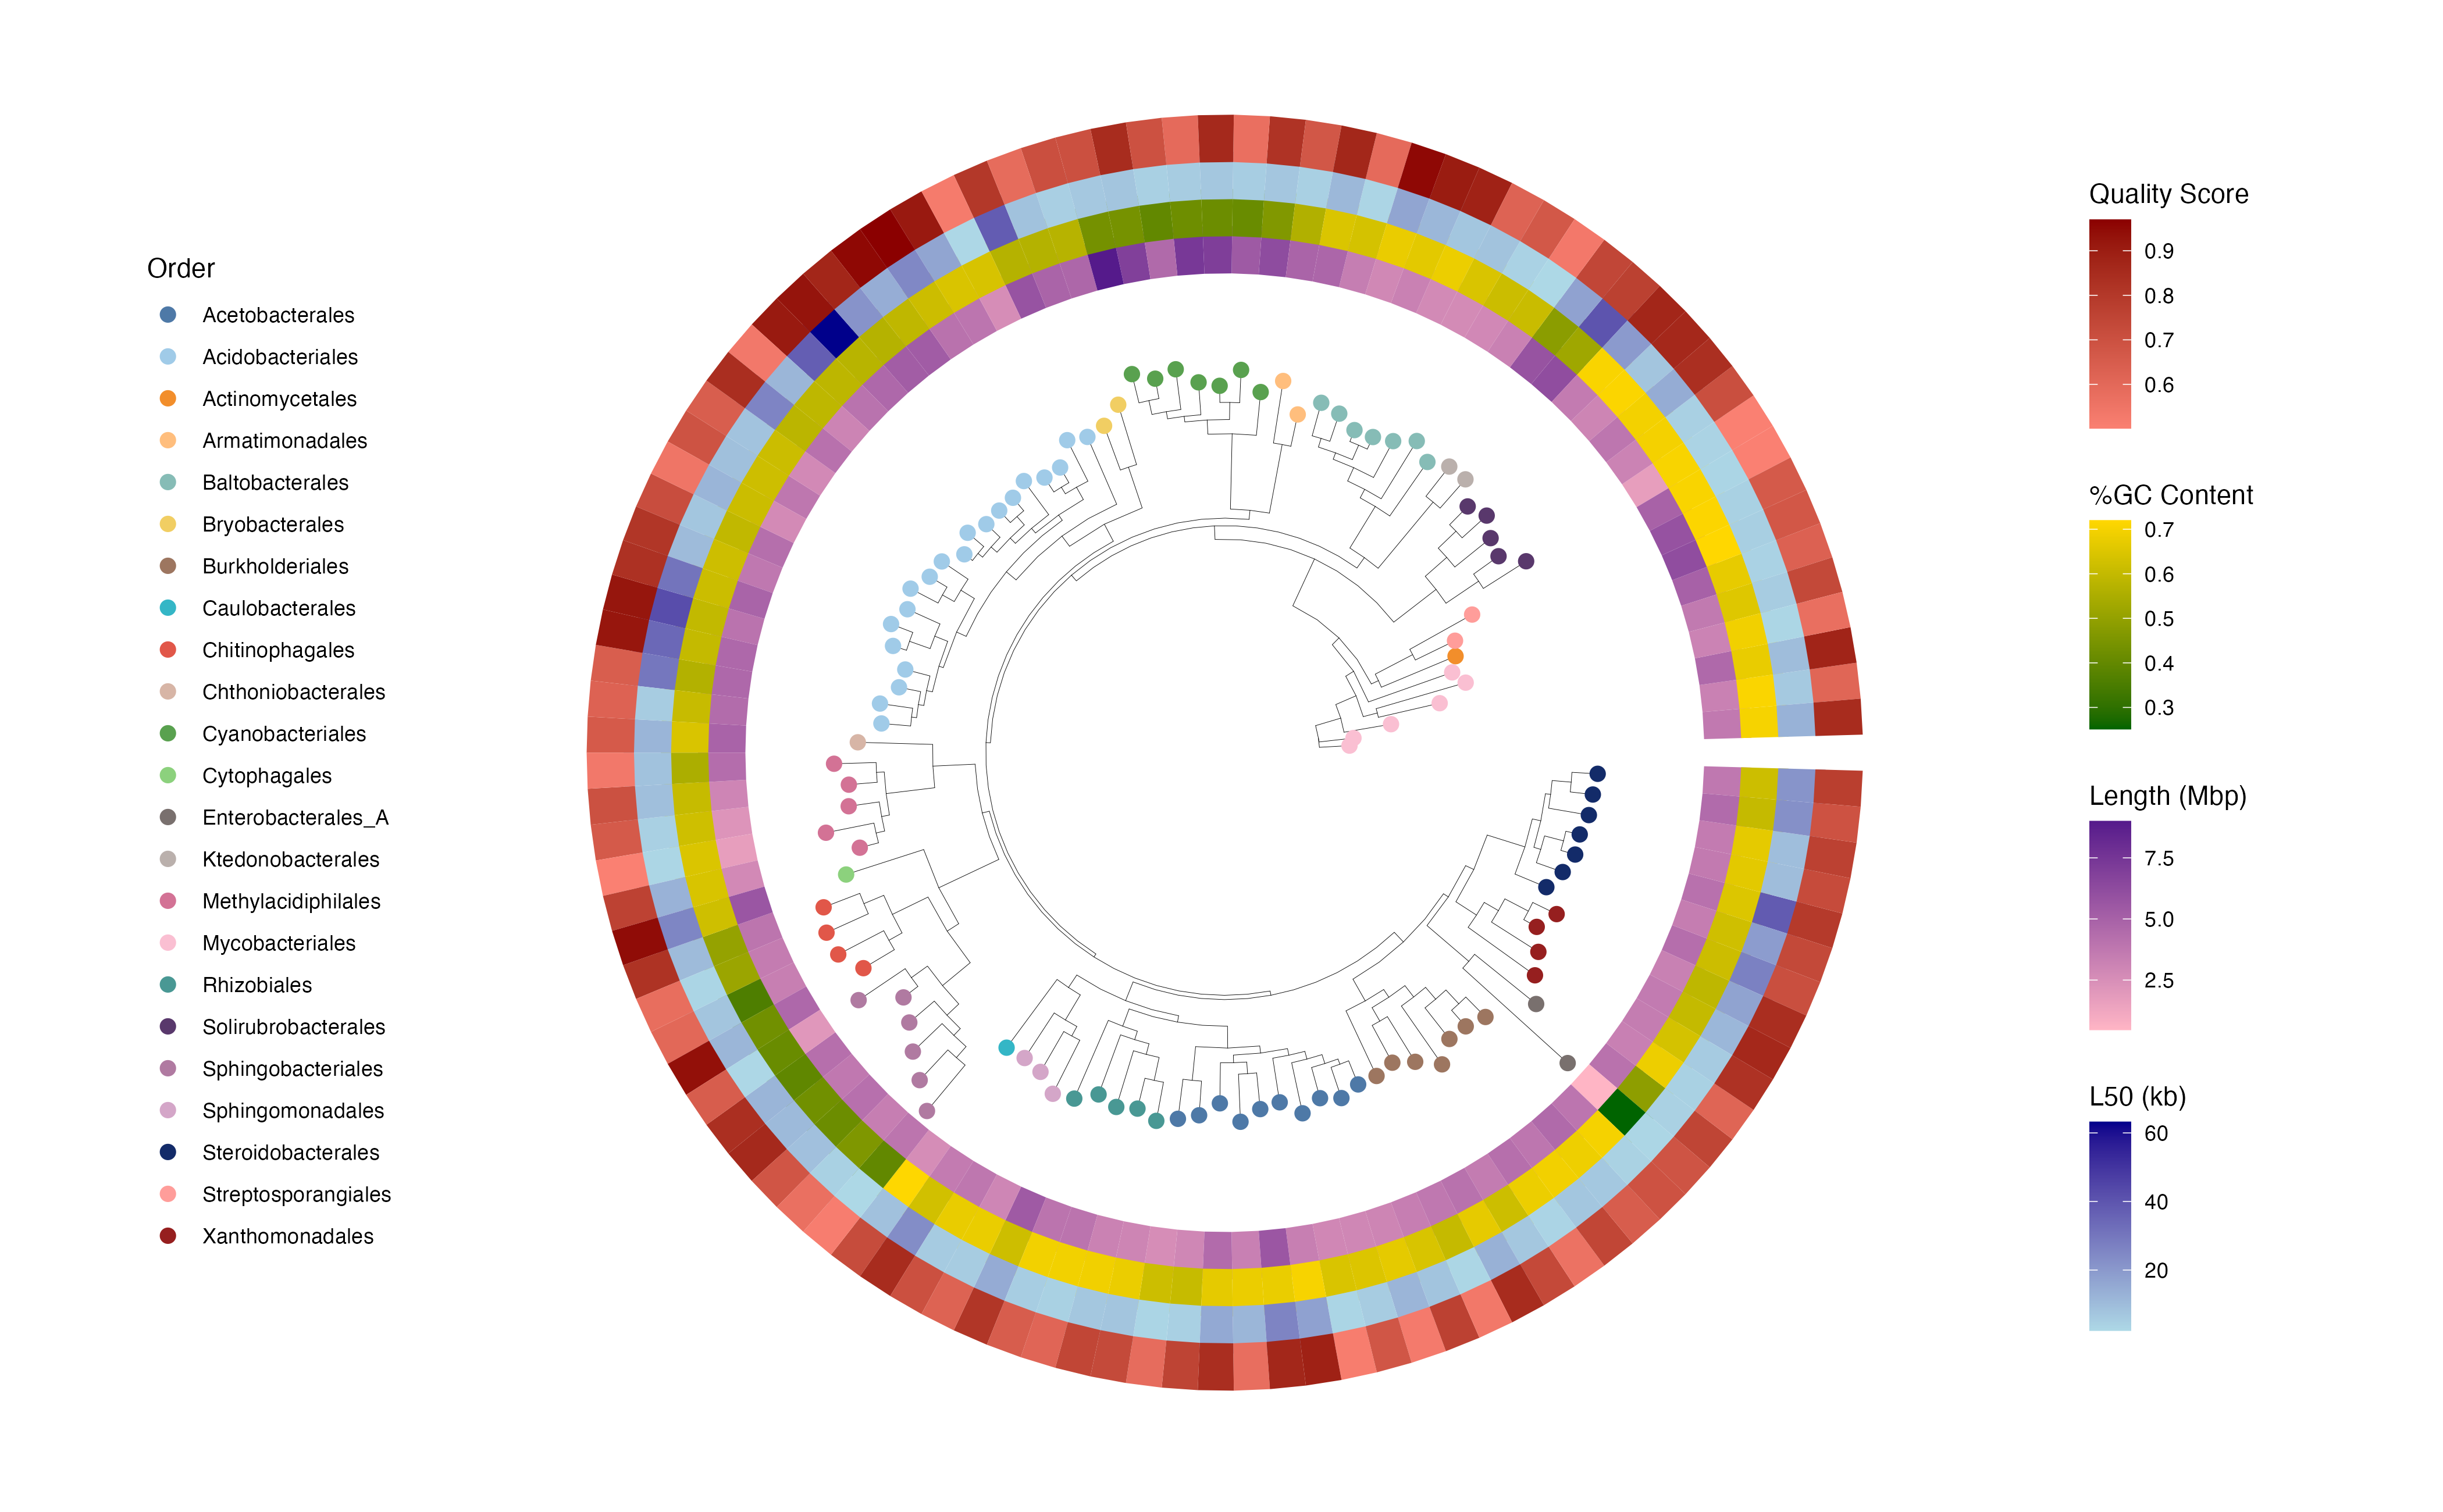 Order
Acetobacterales
Acidobacteriales
Actinomycetales
Armatimonadales
Baltobacterales
Bryobacterales
Burkholderiales
Caulobacterales
Chitinophagales
Chthoniobacterales
Cyanobacteriales
Cytophagales
Enterobacterales_A
Ktedonobacterales
Methylacidiphilales
Mycobacteriales
Rhizobiales
Solirubrobacterales
Sphingobacteriales
Sphingomonadales
Steroidobacterales
Streptosporangiales
Xanthomonadales
Quality Score
0.9
0.8
0.7
0.6
%GC Content
0.7
0.6
0.5
0.4
0.3
Length (Mbp)
7.5
5.0
2.5
L50 (kb)
60
40
20